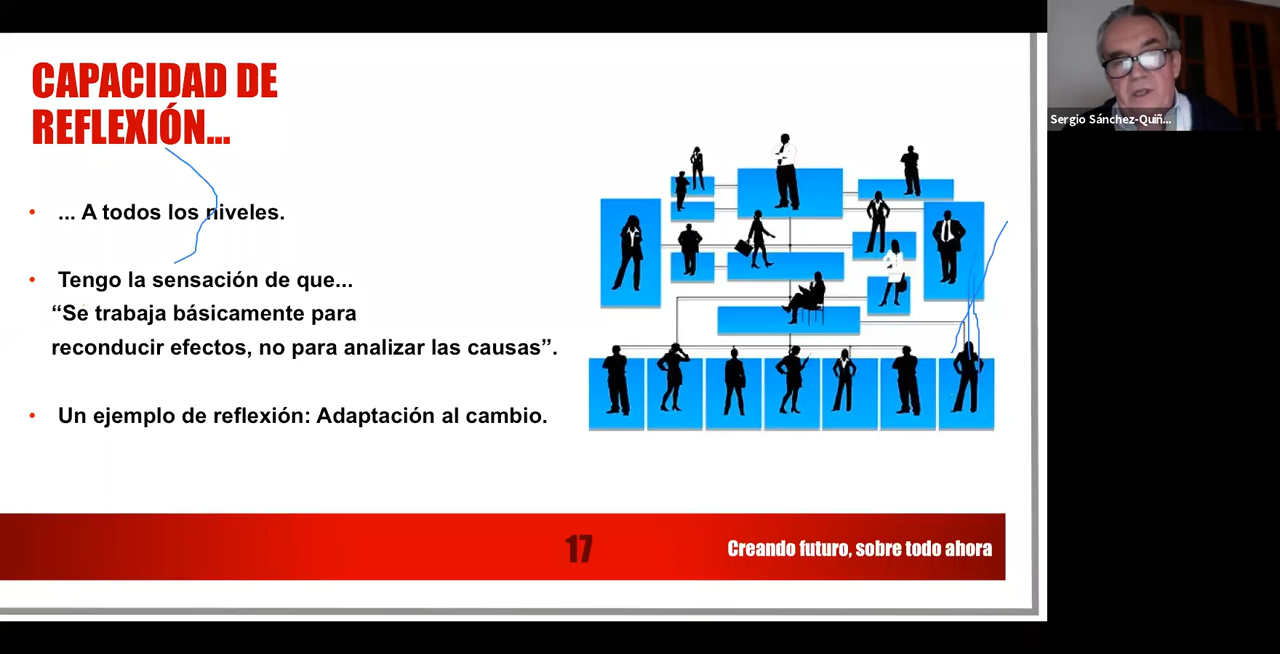 CAPACIDAD DE
REFLEXIÓN...
• ... A todos los niveles.
• Tengo la sensación de que...
“Se trabaja básicamente para
reconducir efectos, no para analizar las causas”.
• Un ejemplo de reflexión: Adaptación al cambio.
17
Creando futuro, sobre todo ahora
Sergio Sánchez-Quiñ...